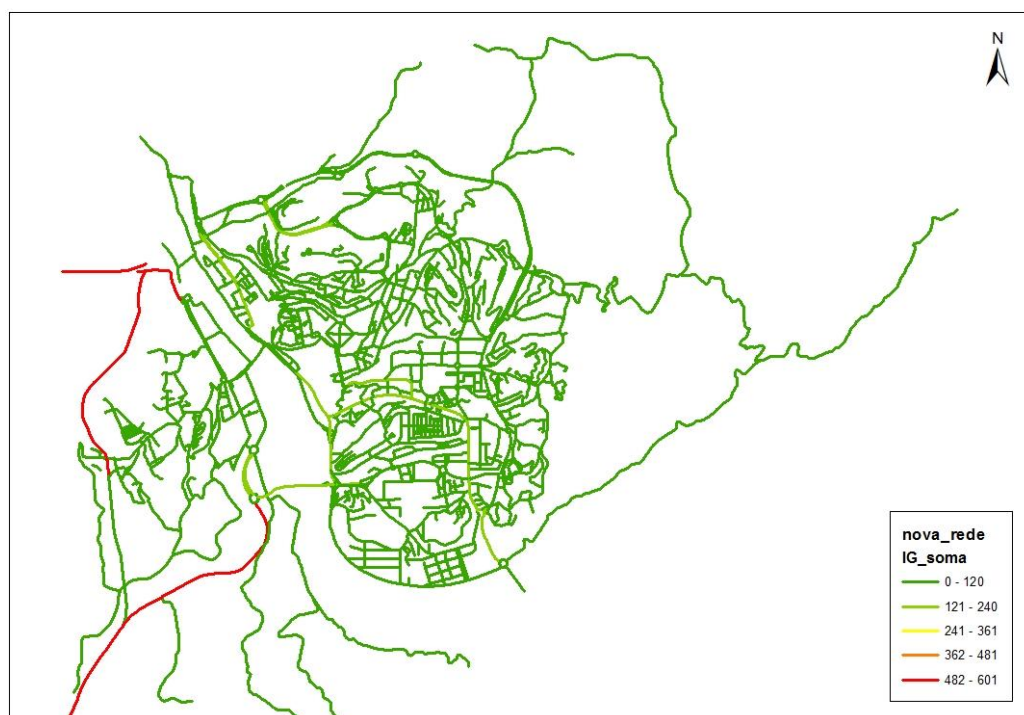 N
nova_rede
IG_soma
0 - 120
121 - 240
241 - 361
362 - 481
482 - 601